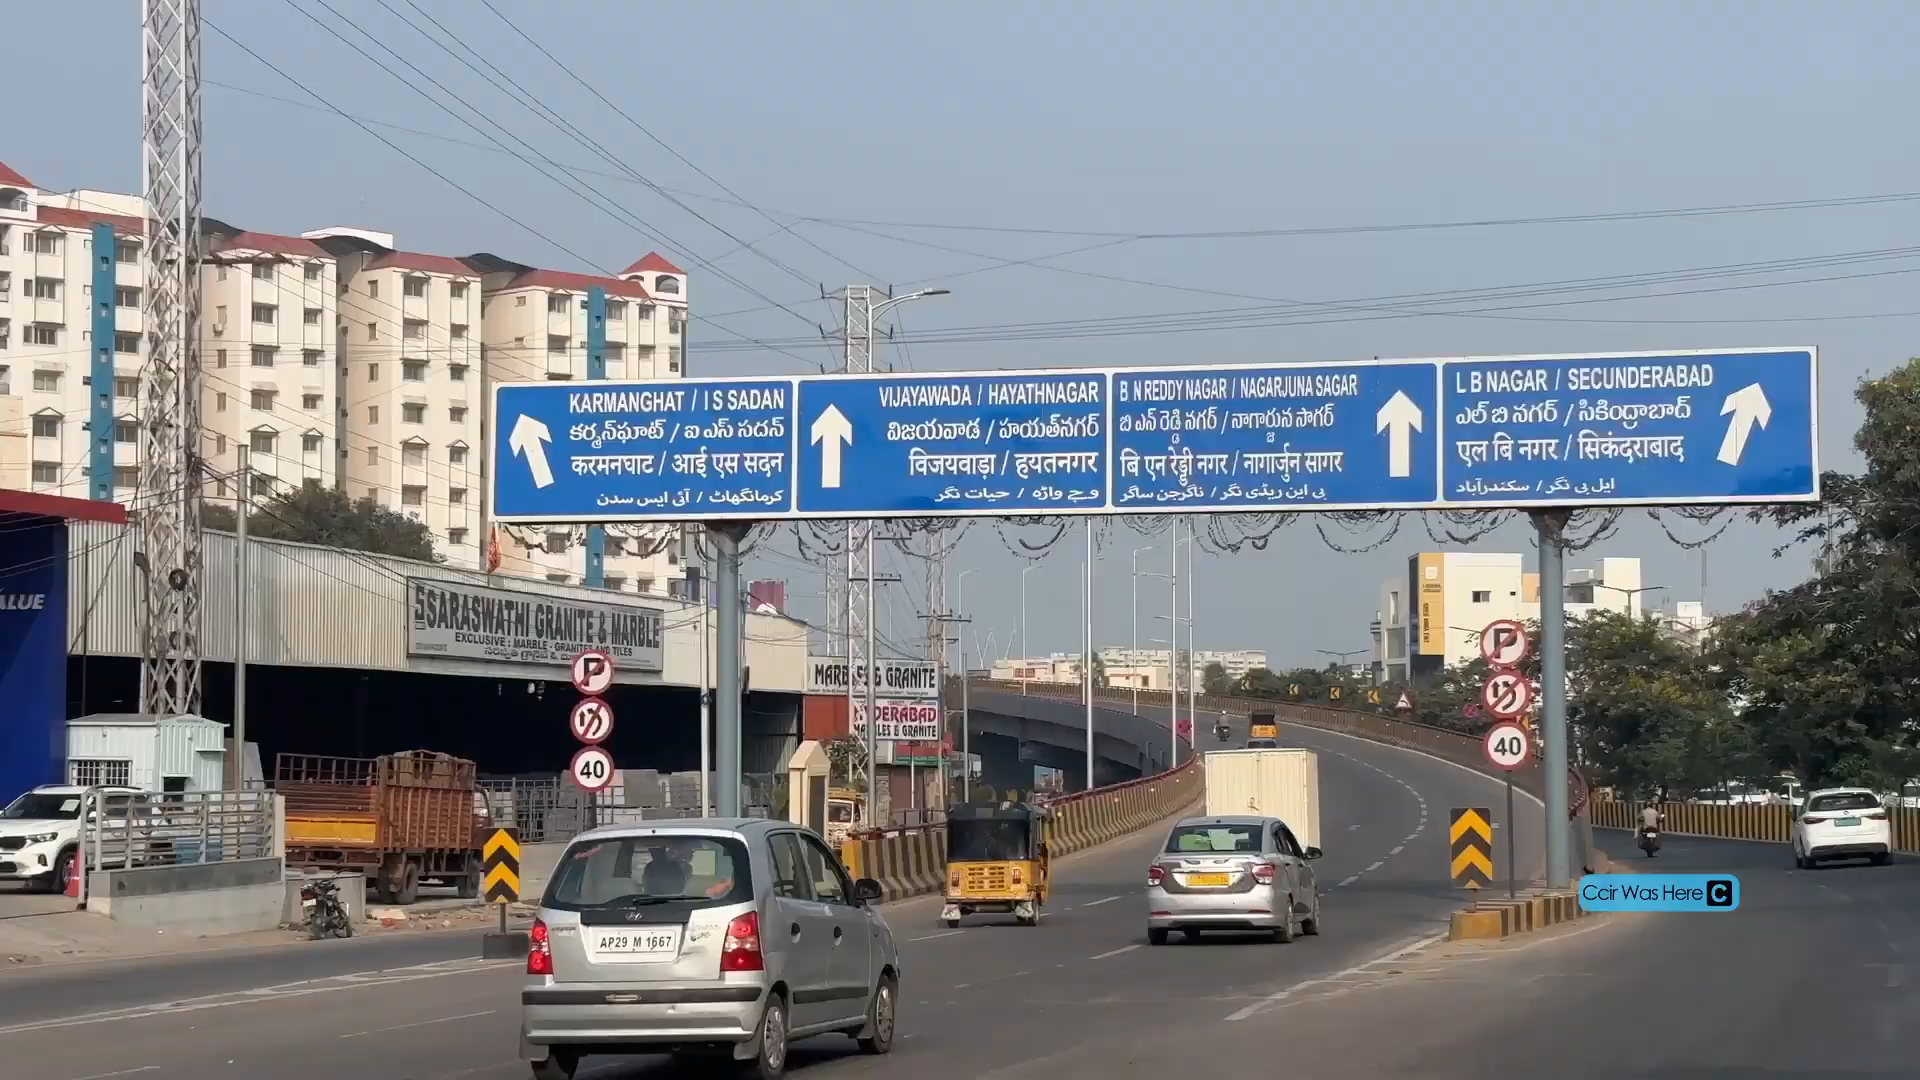 KARMANGHAT / I S SADAN
కర్మన్‌ఘాట్ / ఐ ఎస్ సదన్
करमनघाट / आई एस सदन
کرمانگھاٹ / آئی ایس سدن
VIJAYAWADA / HAYATHNAGAR
విజయవాడ / హయత్‌నగర్
विजयवाड़ा / हयतनगर
وجے واڑہ / حیات نگر
B N REDDY NAGAR / NAGARJUNA SAGAR
బి ఎన్ రెడ్డి నగర్ / నాగార్జున సాగర్
बि एन रेड्डी नगर / नागार्जुन सागर
بی این ریڈی نگر / ناگرجن ساگر
L B NAGAR / SECUNDERABAD
ఎల్ బి నగర్ / సికింద్రాబాద్
एल बि नगर / सिकंदराबाद
ایل بی نگر / سکندرآباد
ALUE
SSARASWATHI GRANITE & MARBLE
EXCLUSIVE : MARBLE - GRANITES AND TILES
MARBLES & GRANITE
HYDERABAD
MARBLES & GRANITE
P
40
P
40
AP29 M 1667
Ccir Was Here C